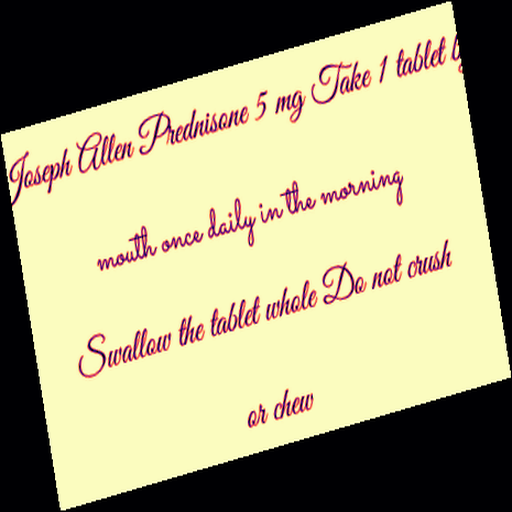 Joseph Allen Prednisone 5 mg Take 1 tablet
mouth once daily in the morning
Swallow the tablet whole Do not crush
or chew